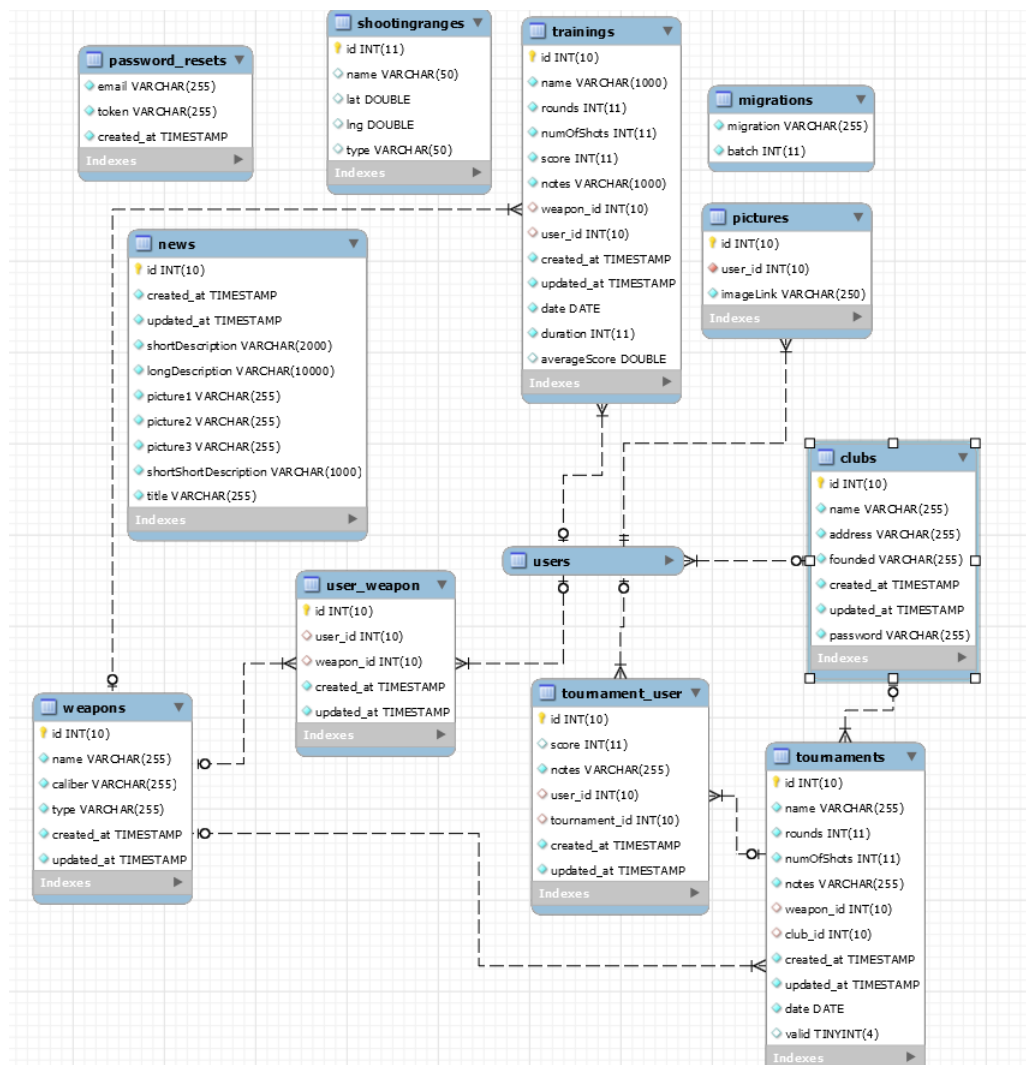 password_resets
email VARCHAR(255)
token VARCHAR(255)
created_at TIMESTAMP
Indexes
shootingranges
id INT(11)
name VARCHAR(50)
lat DOUBLE
lng DOUBLE
type VARCHAR(50)
Indexes
trainings
id INT(10)
name VARCHAR(1000)
rounds INT(11)
numOfShots INT(11)
score INT(11)
notes VARCHAR(1000)
weapon_id INT(10)
user_id INT(10)
created_at TIMESTAMP
updated_at TIMESTAMP
date DATE
duration INT(11)
averageScore DOUBLE
Indexes
migrations
migration VARCHAR(255)
batch INT(11)
pictures
id INT(10)
user_id INT(10)
imageLink VARCHAR(250)
Indexes
news
id INT(10)
created_at TIMESTAMP
updated_at TIMESTAMP
shortDescription VARCHAR(2000)
longDescription VARCHAR(10000)
picture1 VARCHAR(255)
picture2 VARCHAR(255)
picture3 VARCHAR(255)
shortShortDescription VARCHAR(1000)
title VARCHAR(255)
Indexes
clubs
id INT(10)
name VARCHAR(255)
address VARCHAR(255)
founded VARCHAR(255)
created_at TIMESTAMP
updated_at TIMESTAMP
password VARCHAR(255)
Indexes
users
user_weapon
id INT(10)
user_id INT(10)
weapon_id INT(10)
created_at TIMESTAMP
updated_at TIMESTAMP
Indexes
weapons
id INT(10)
name VARCHAR(255)
caliber VARCHAR(255)
type VARCHAR(255)
created_at TIMESTAMP
updated_at TIMESTAMP
Indexes
tournament_user
id INT(10)
score INT(11)
notes VARCHAR(255)
user_id INT(10)
tournament_id INT(10)
created_at TIMESTAMP
updated_at TIMESTAMP
Indexes
tournaments
id INT(10)
name VARCHAR(255)
rounds INT(11)
numOfShots INT(11)
notes VARCHAR(255)
weapon_id INT(10)
club_id INT(10)
created_at TIMESTAMP
updated_at TIMESTAMP
date DATE
valid TINYINT(4)
Indexes